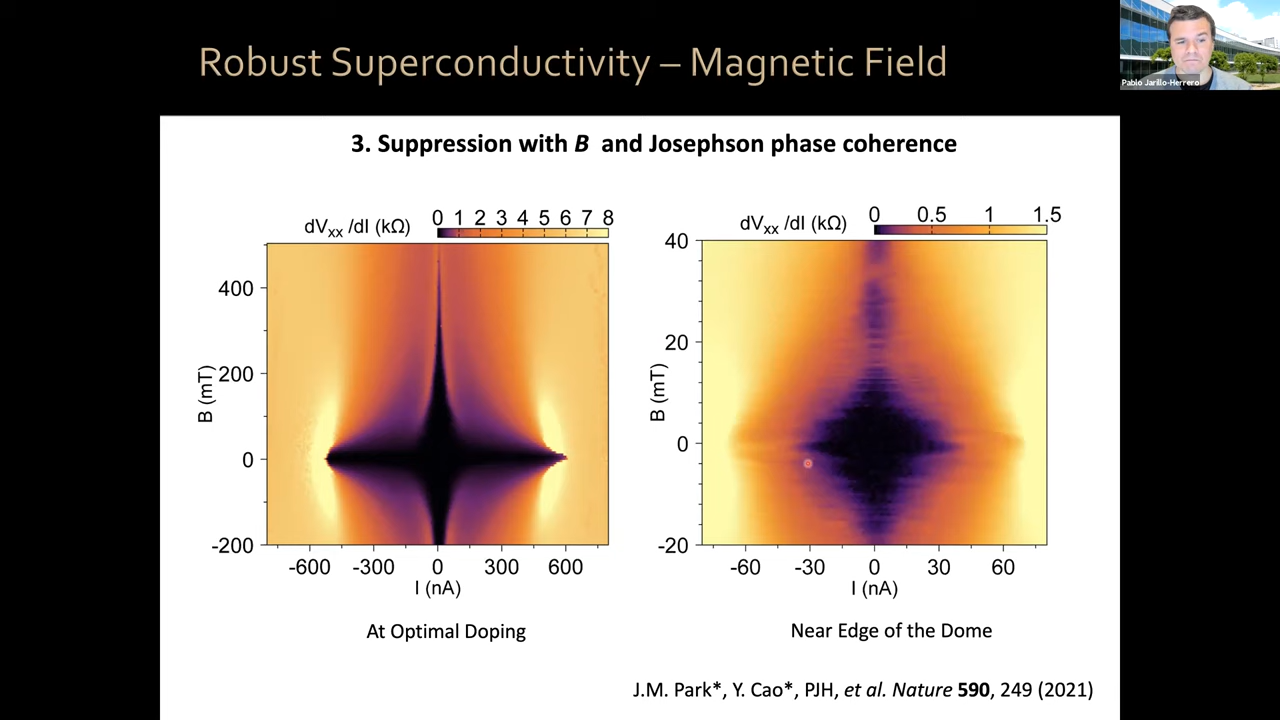 Robust Superconductivity – Magnetic Field
Pablo Jarillo-Herrero
3. Suppression with B and Josephson phase coherence
dVxx /dI (kΩ)
0 1 2 3 4 5 6 7 8
400
200
0
-200
B (mT)
-600 -300 0 300 600
I (nA)
At Optimal Doping
dVxx /dI (kΩ)
0 0.5 1 1.5
40
20
0
-20
B (mT)
-60 -30 0 30 60
I (nA)
Near Edge of the Dome
J.M. Park*, Y. Cao*, PJH, et al. Nature 590, 249 (2021)